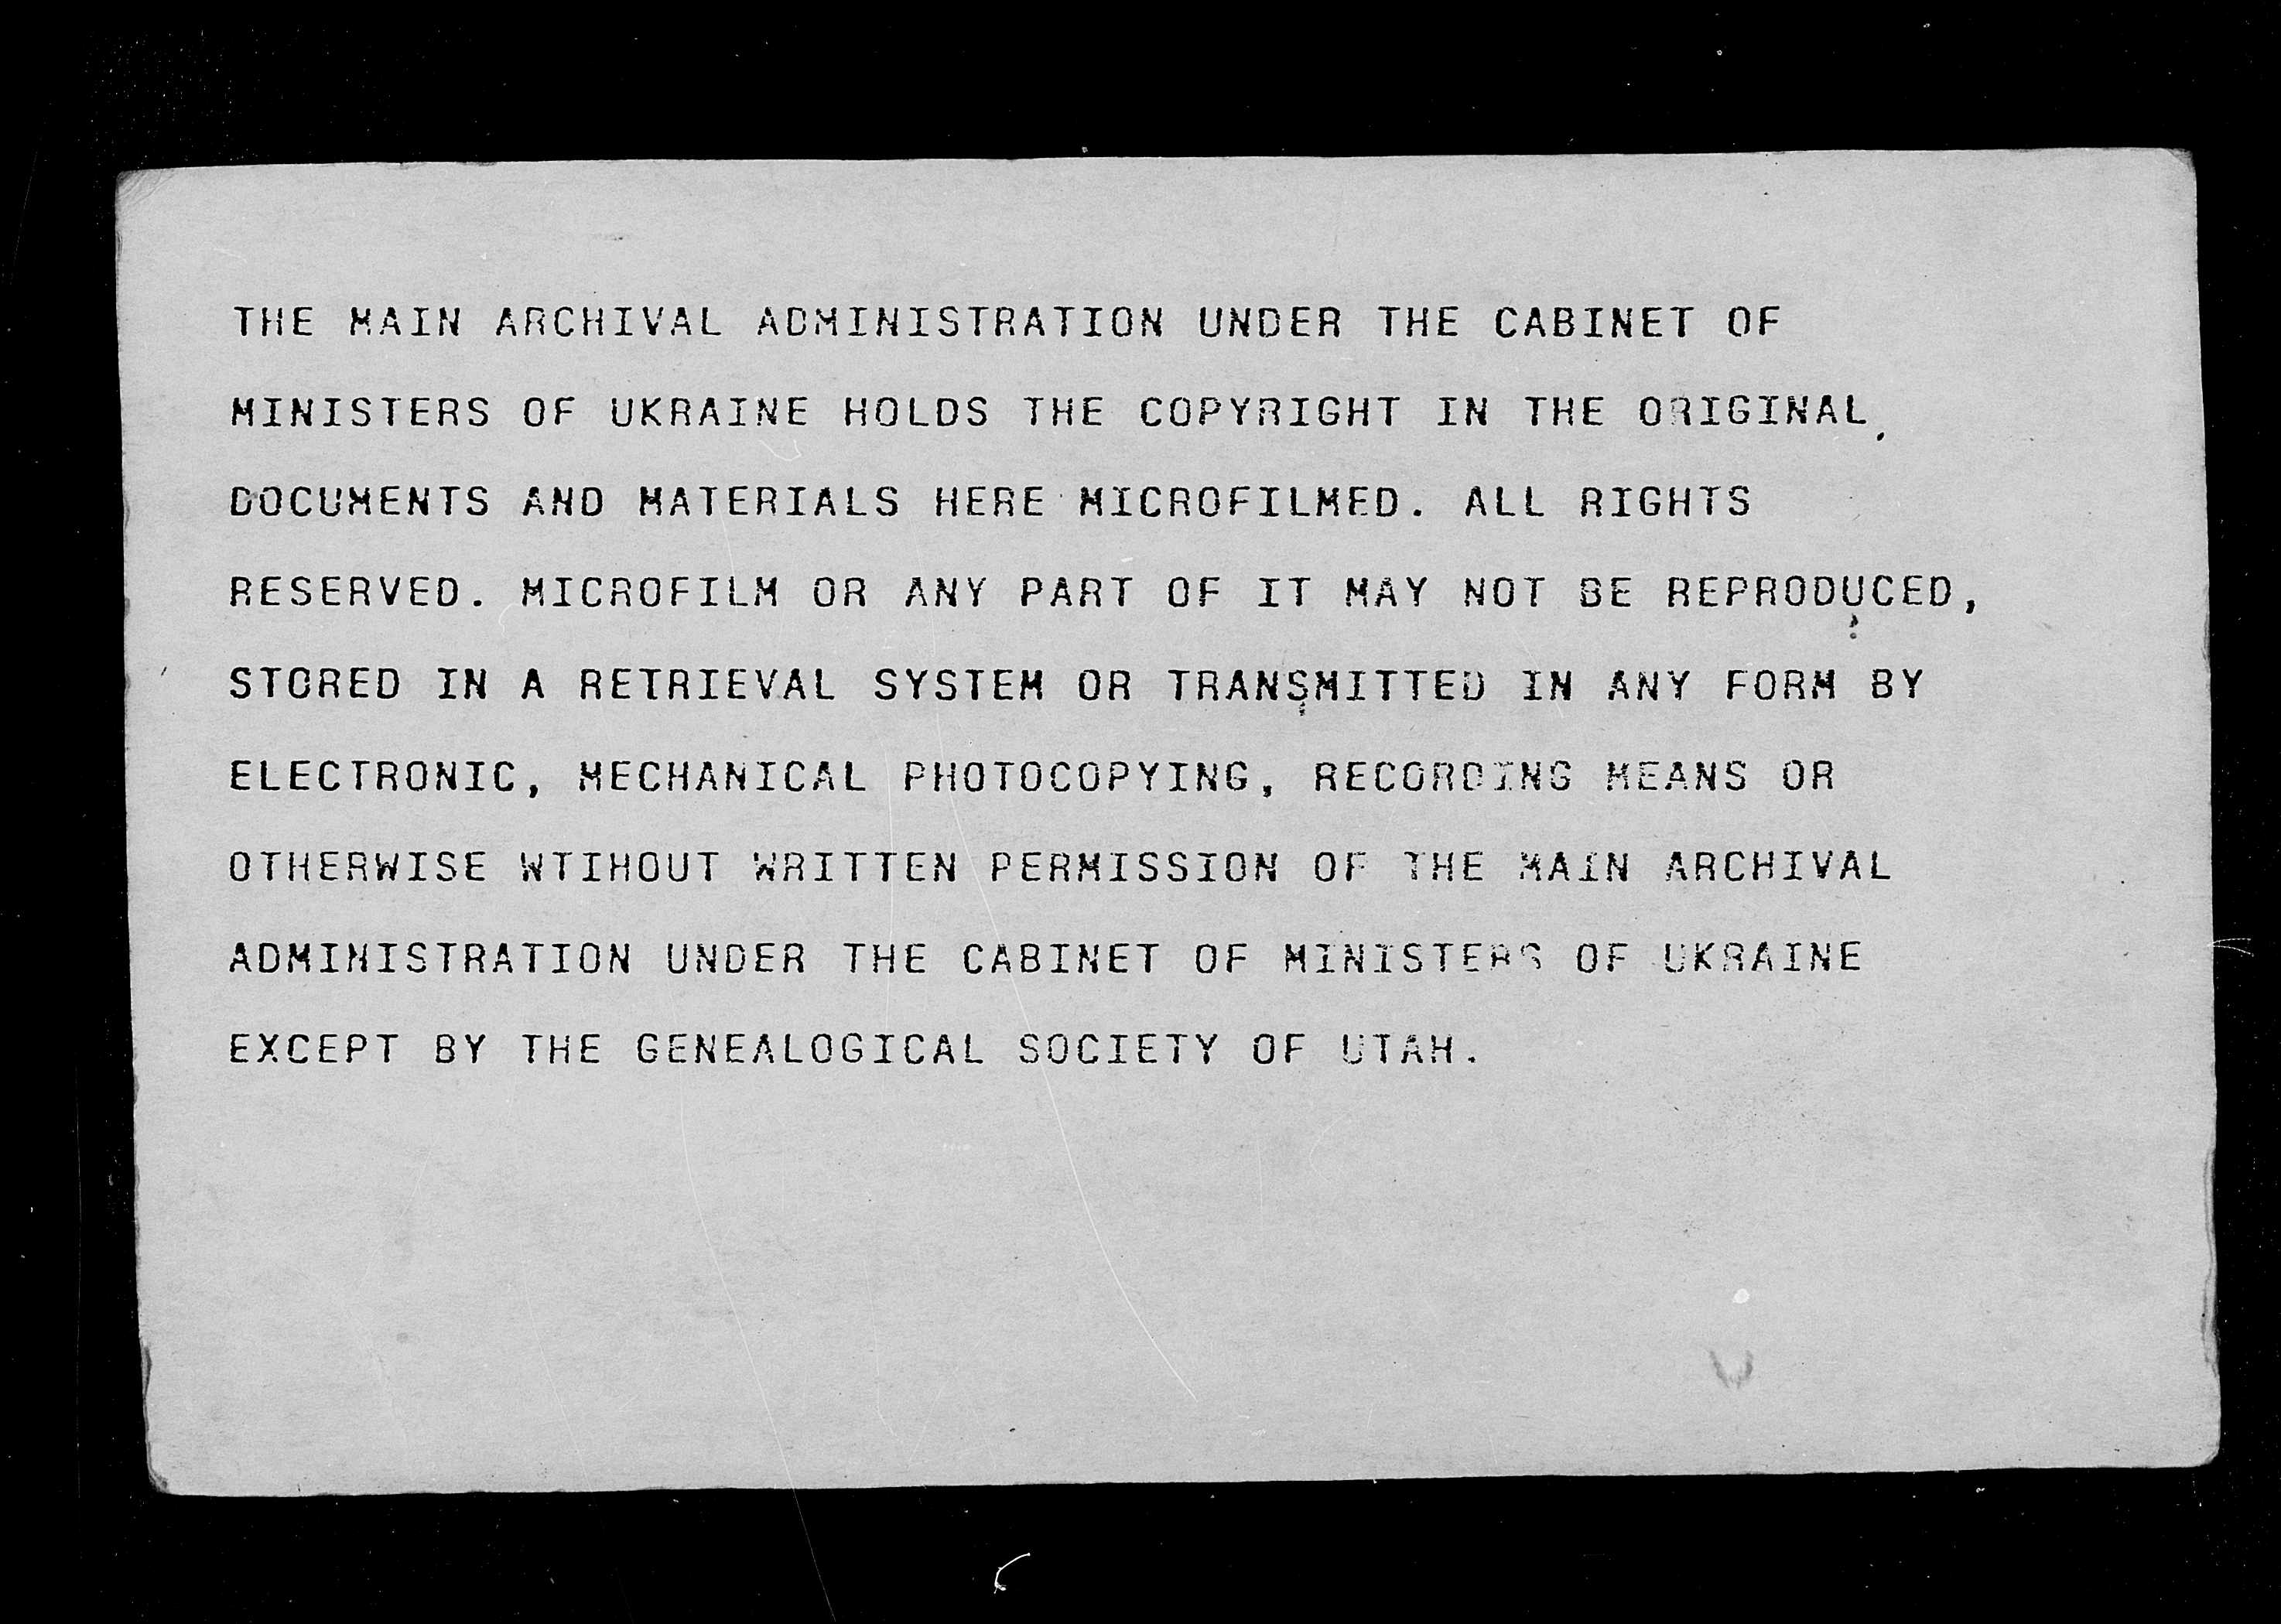 THE MAIN ARCHIVAL ADMINISTRATION UNDER THE CABINET OF
MINISTERS OF UKRAINE HOLDS THE COPYRIGHT IN THE ORIGINAL
DOCUMENTS AND MATERIALS HERE MICROFILMED. ALL RIGHTS
RESERVED. MICROFILM OR ANY PART OF IT MAY NOT BE REPRODUCED,
STORED IN A RETRIEVAL SYSTEM OR TRANSMITTED IN ANY FORM BY
ELECTRONIC, MECHANICAL PHOTOCOPYING, RECORDING MEANS OR
OTHERWISE WTIHOUT WRITTEN PERMISSION OF THE MAIN ARCHIVAL
ADMINISTRATION UNDER THE CABINET OF MINISTERS OF UKRAINE
EXCEPT BY THE GENEALOGICAL SOCIETY OF UTAH.